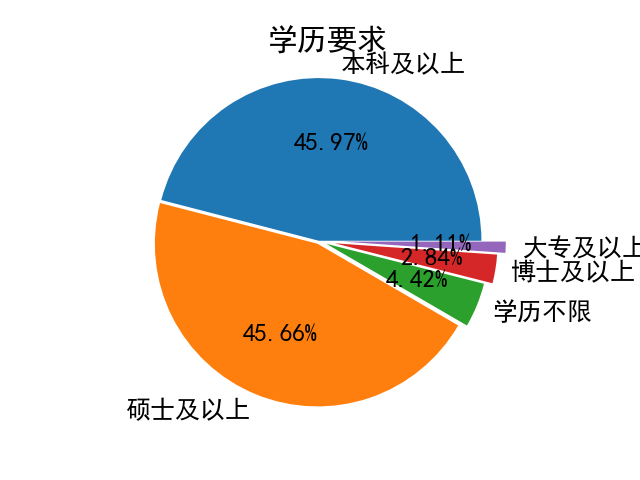 学历要求
本科及以上
45.97%
1.11%
大专及以上
2.84%
博士及以上
4.42%
学历不限
45.66%
硕士及以上